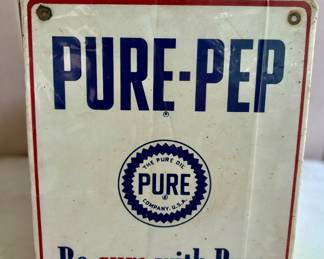 PURE-PEP
®
THE PURE OIL
PURE
®
COMPANY, U.S.A.
Be sure with